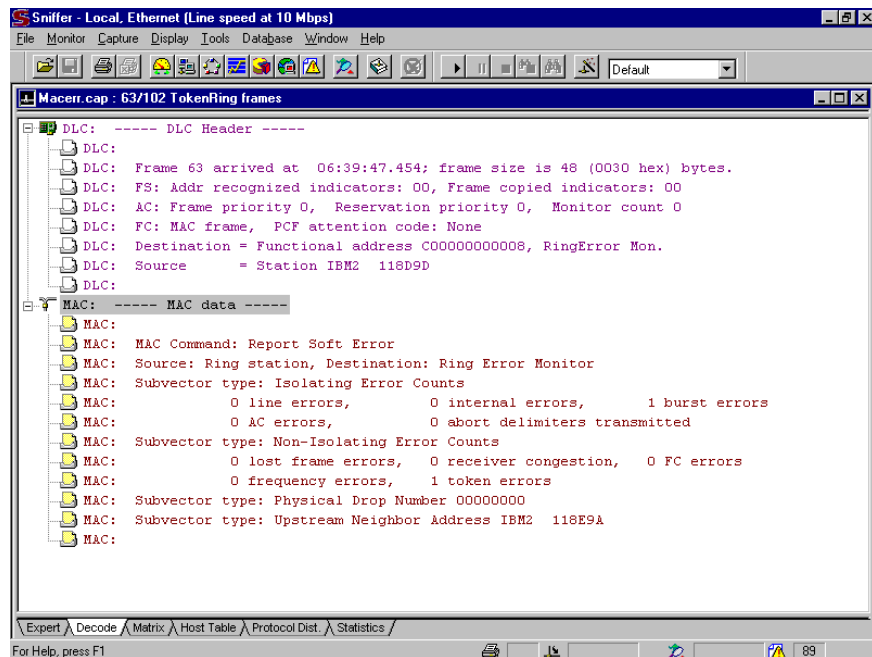 Sniffer - Local, Ethernet (Line speed at 10 Mbps)
File Monitor Capture Display Tools Database Window Help
Default
Macerr.cap : 63/102 TokenRing frames
DLC: ----- DLC Header -----
DLC:
DLC: Frame 63 arrived at 06:39:47.454; frame size is 48 (0030 hex) bytes.
DLC: FS: Addr recognized indicators: 00, Frame copied indicators: 00
DLC: AC: Frame priority 0, Reservation priority 0, Monitor count 0
DLC: FC: MAC frame, PCF attention code: None
DLC: Destination = Functional address C00000000008, RingError Mon.
DLC: Source = Station IBM2 118D9D
DLC:
MAC: ----- MAC data -----
MAC:
MAC: MAC Command: Report Soft Error
MAC: Source: Ring station, Destination: Ring Error Monitor
MAC: Subvector type: Isolating Error Counts
MAC: 0 line errors, 0 internal errors, 1 burst errors
MAC: 0 AC errors, 0 abort delimiters transmitted
MAC: Subvector type: Non-Isolating Error Counts
MAC: 0 lost frame errors, 0 receiver congestion, 0 FC errors
MAC: 0 frequency errors, 1 token errors
MAC: Subvector type: Physical Drop Number 00000000
MAC: Subvector type: Upstream Neighbor Address IBM2 118E9A
MAC:
Expert Decode Matrix Host Table Protocol Dist. Statistics
For Help, press F1 89